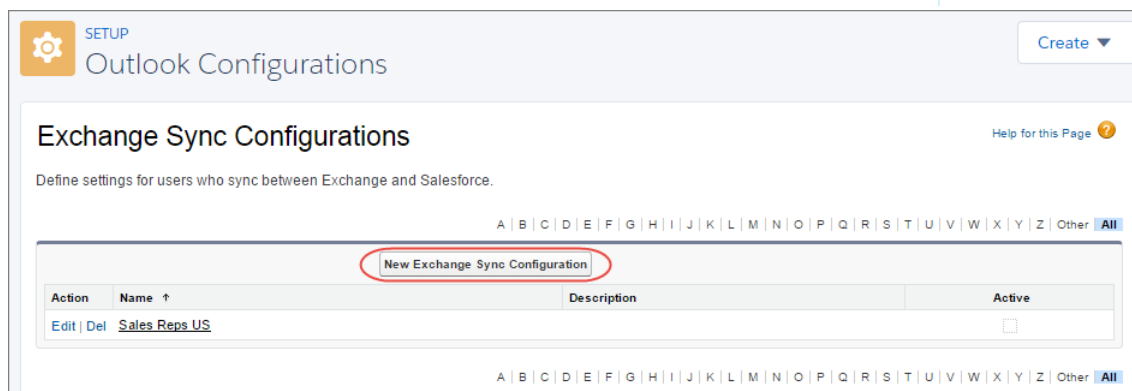 SETUP
Outlook Configurations
Create
Exchange Sync Configurations
Help for this Page
Define settings for users who sync between Exchange and Salesforce.
A | B | C | D | E | F | G | H | I | J | K | L | M | N | O | P | Q | R | S | T | U | V | W | X | Y | Z | Other All
New Exchange Sync Configuration
Action Name ↑ Description Active
Edit | Del Sales Reps US
A | B | C | D | E | F | G | H | I | J | K | L | M | N | O | P | Q | R | S | T | U | V | W | X | Y | Z | Other All